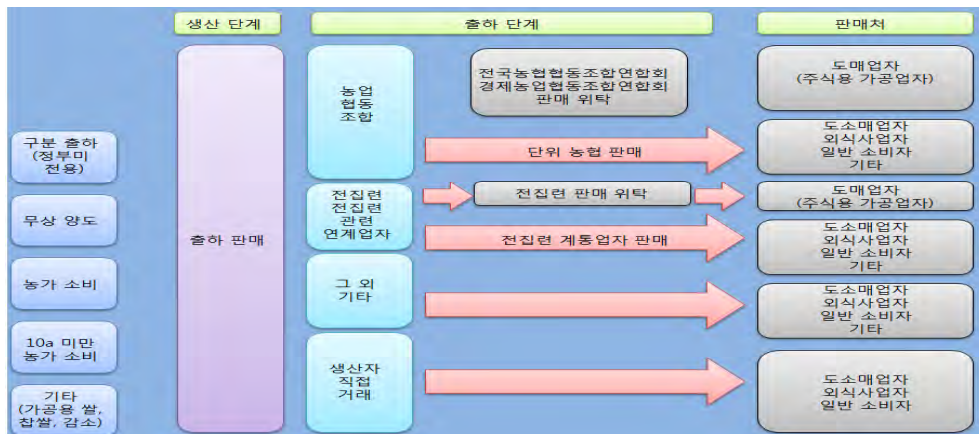 생산 단계
출하 단계
판매처
구분 출하
(정부미
전용)
무상 양도
농가 소비
10a 미만
농가 소비
기타
(가공용 쌀,
찹쌀, 감소)
출하 판매
농업
협동
조합
전국농협협동조합연합회
경제농업협동조합연합회
판매 위탁
도매업자
(주식용 가공업자)
단위 농협 판매
도소매업자
외식사업자
일반 소비자
기타
전집련
전집련
관련
연계업자
전집련 판매 위탁
도매업자
(주식용 가공업자)
전집련 계통업자 판매
도소매업자
외식사업자
일반 소비자
기타
그 외
기타
도소매업자
외식사업자
일반 소비자
기타
생산자
직접
거래
도소매업자
외식사업자
일반 소비자